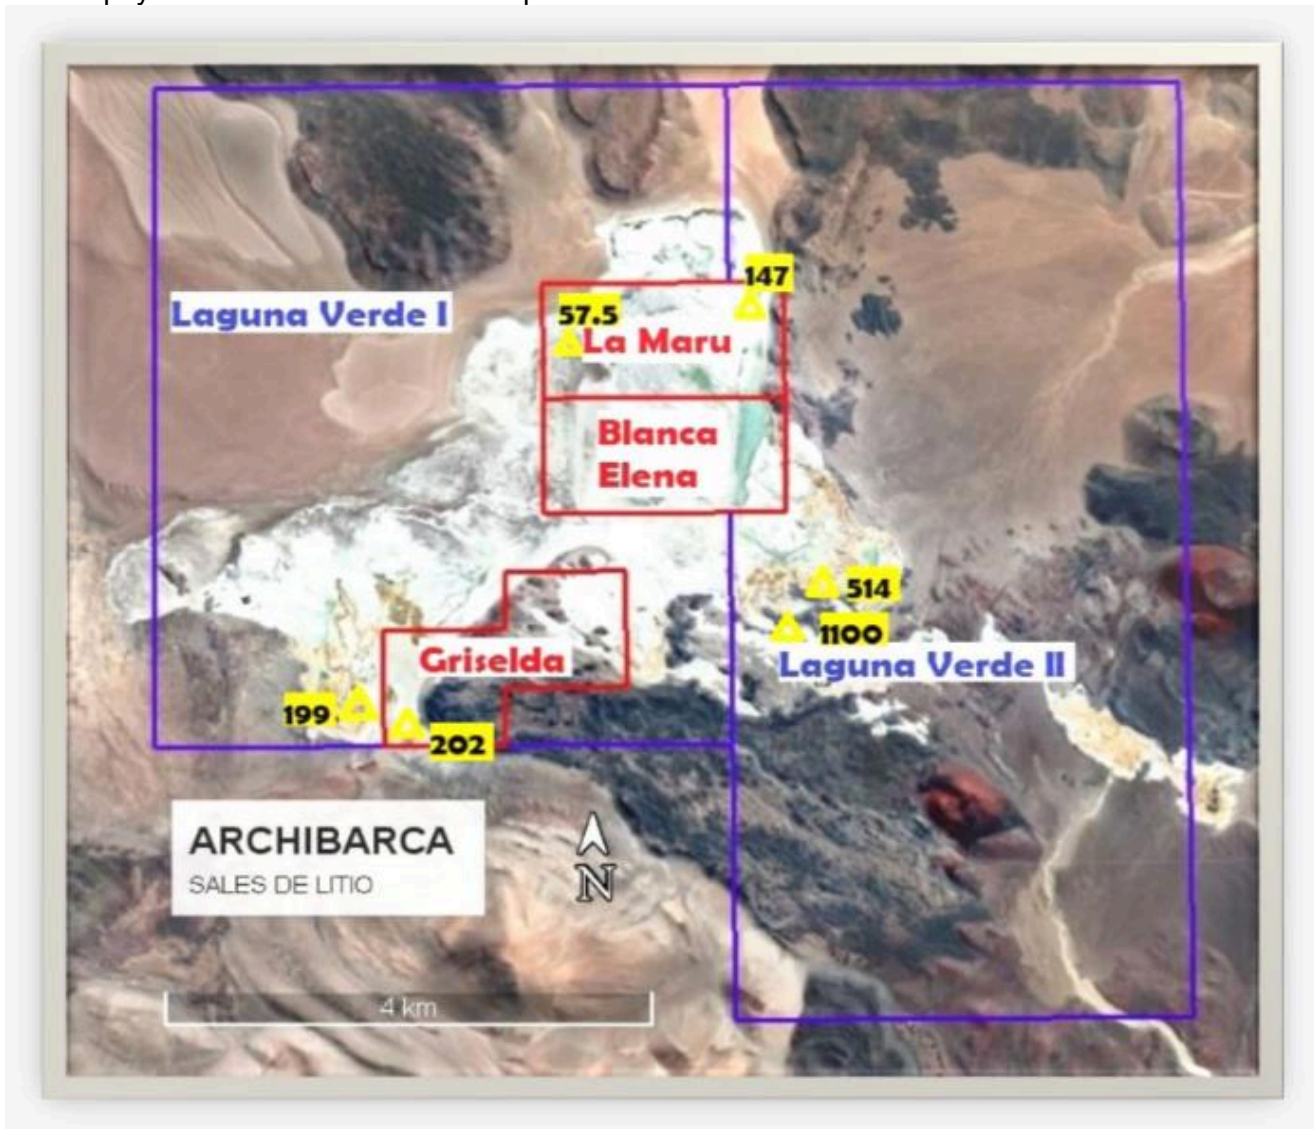 147
57.5
Laguna Verde I
La Maru
Blanca
Elena
514
1100
Griselda
Laguna Verde II
199
202
ARCHIBARCA
SALES DE LITIO
N
4 km